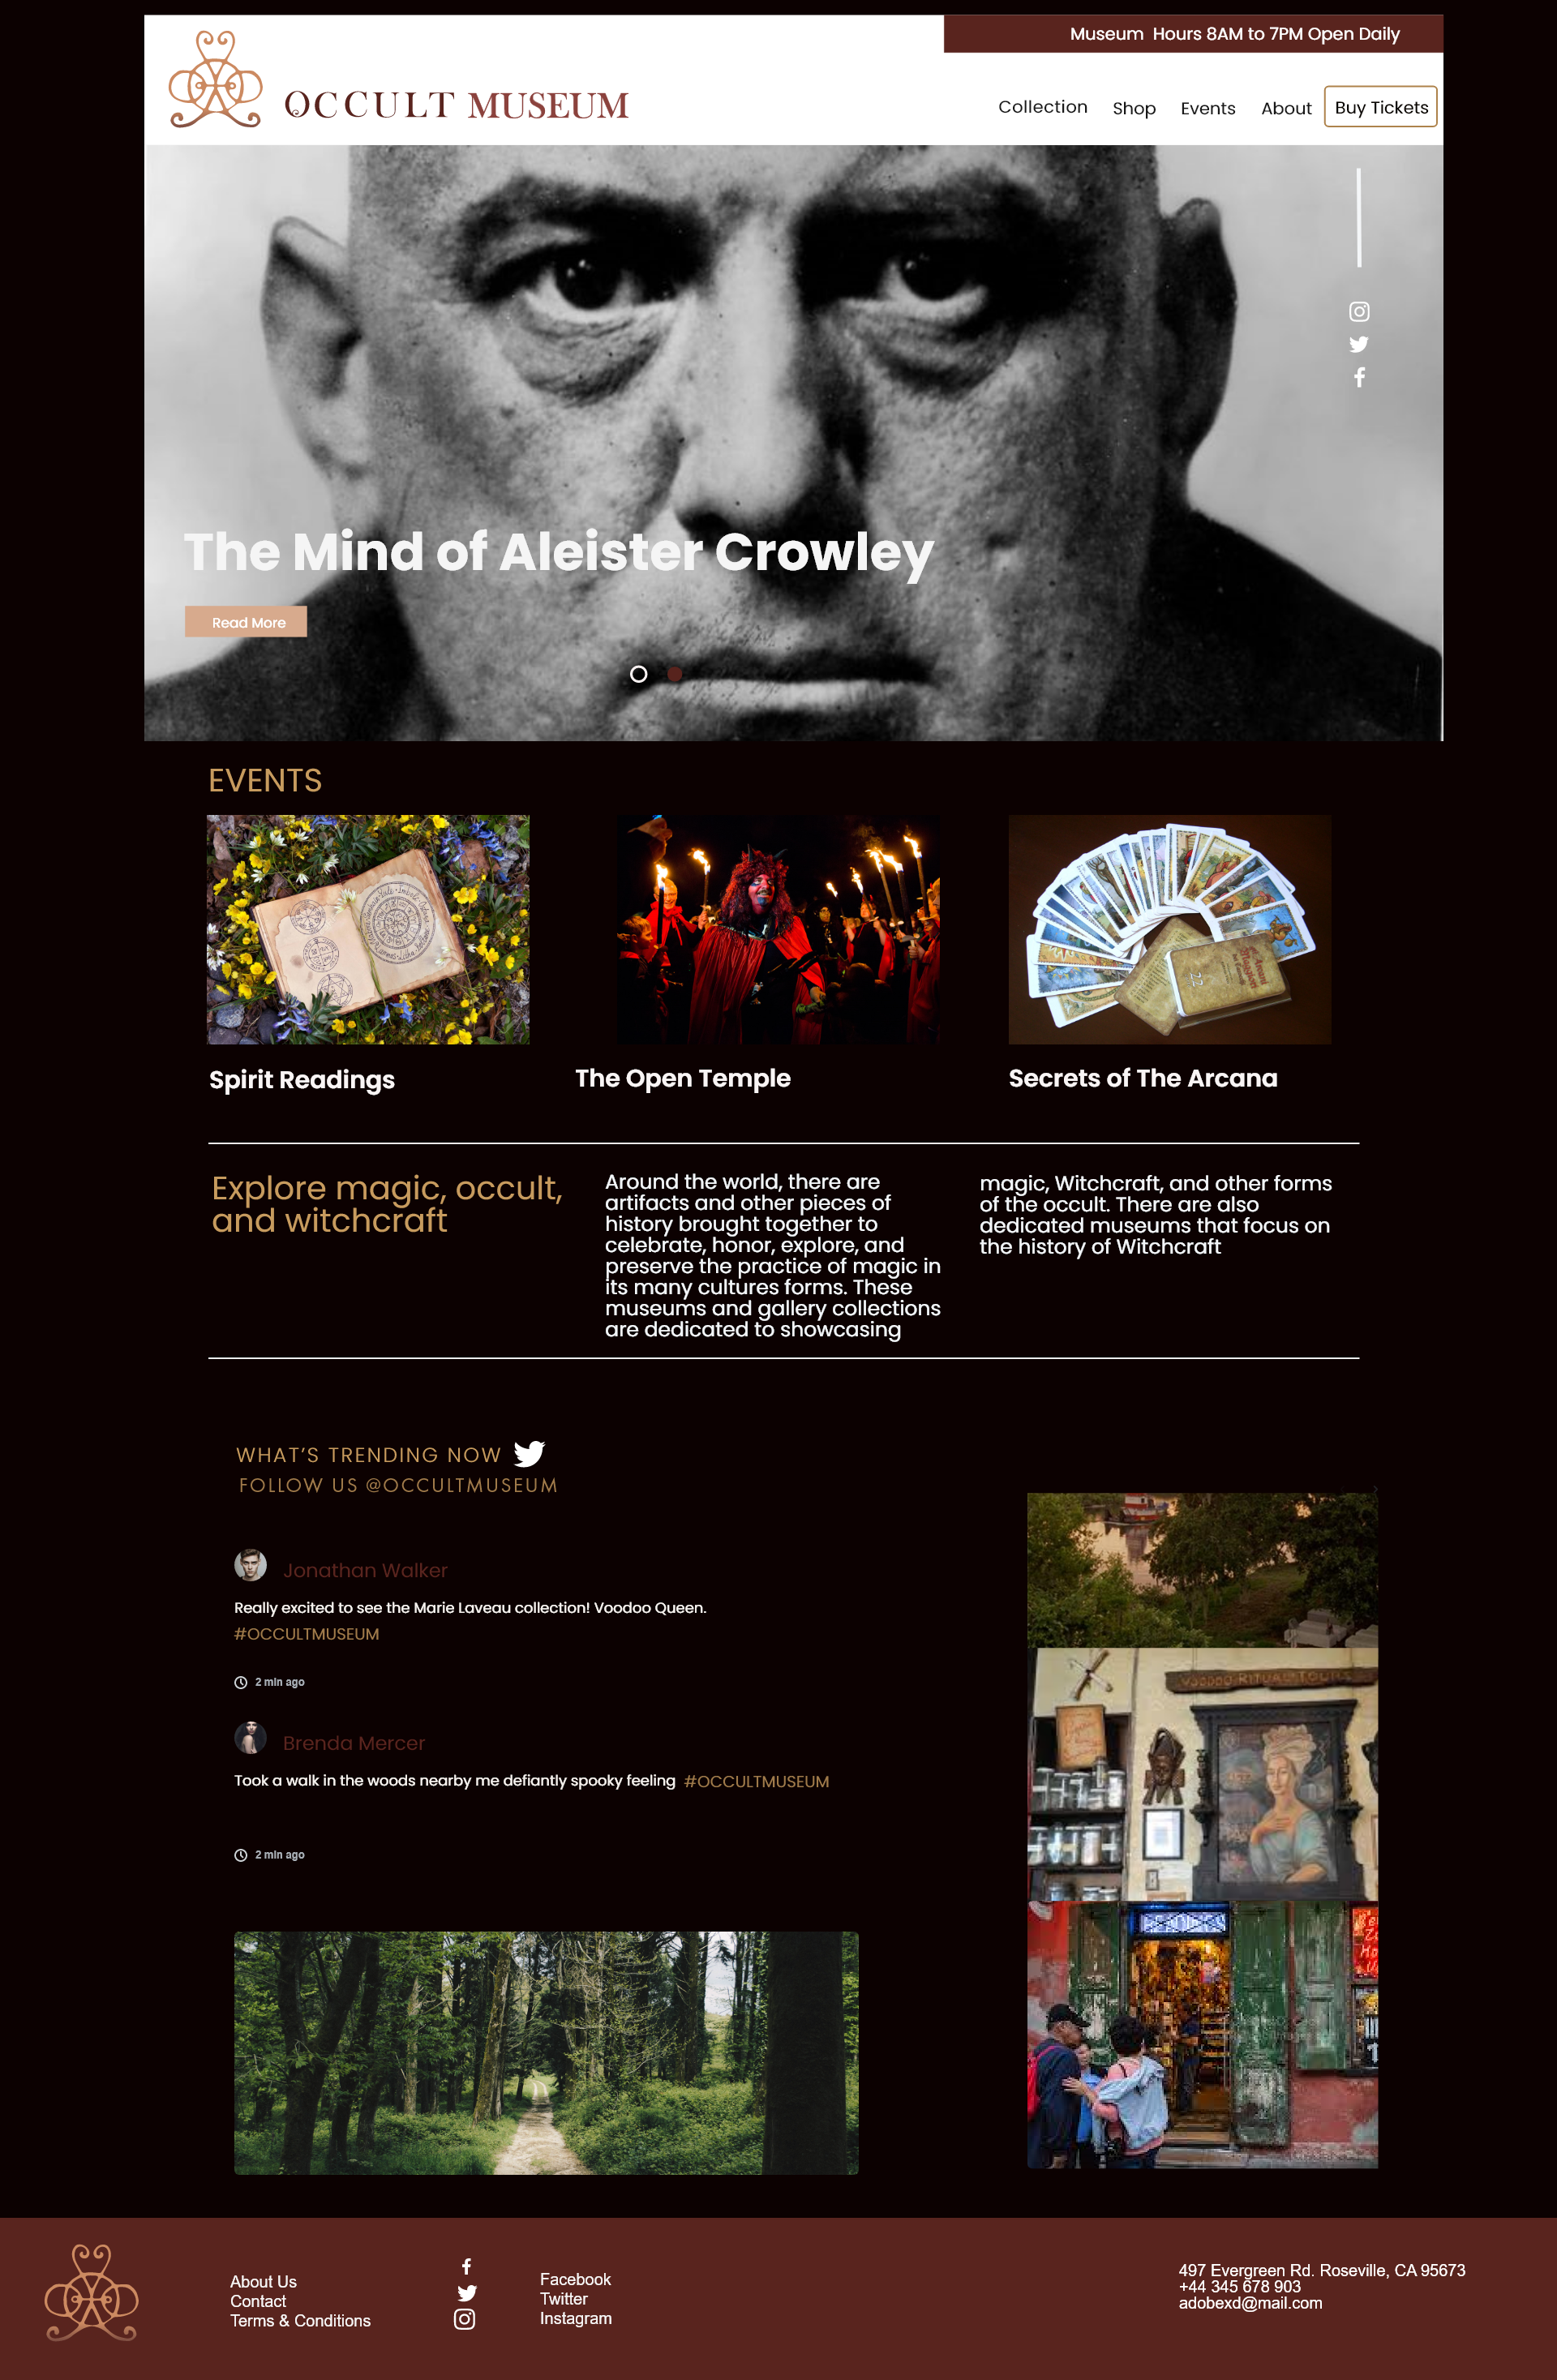 Museum  Hours 8AM to 7PM Open Daily
OCCULT MUSEUM
Collection
Shop
Events
About
Buy Tickets
The Mind of Aleister Crowley
Read More
EVENTS
Spirit Readings
The Open Temple
Secrets of The Arcana
Explore magic, occult,
and witchcraft
Around the world, there are
artifacts and other pieces of
history brought together to
celebrate, honor, explore, and
preserve the practice of magic in
its many cultures forms. These
museums and gallery collections
are dedicated to showcasing
magic, Witchcraft, and other forms
of the occult. There are also
dedicated museums that focus on
the history of Witchcraft
WHAT'S TRENDING NOW
FOLLOW US @OCCULTMUSEUM
Jonathan Walker
Really excited to see the Marie Laveau collection! Voodoo Queen.
#OCCULTMUSEUM
2 min ago
Brenda Mercer
Took a walk in the woods nearby me defiantly spooky feeling #OCCULTMUSEUM
2 min ago
VOODOO RITUAL TOURS
About Us
Contact
Terms & Conditions
Facebook
Twitter
Instagram
497 Evergreen Rd. Roseville, CA 95673
+44 345 678 903
adobexd@mail.com